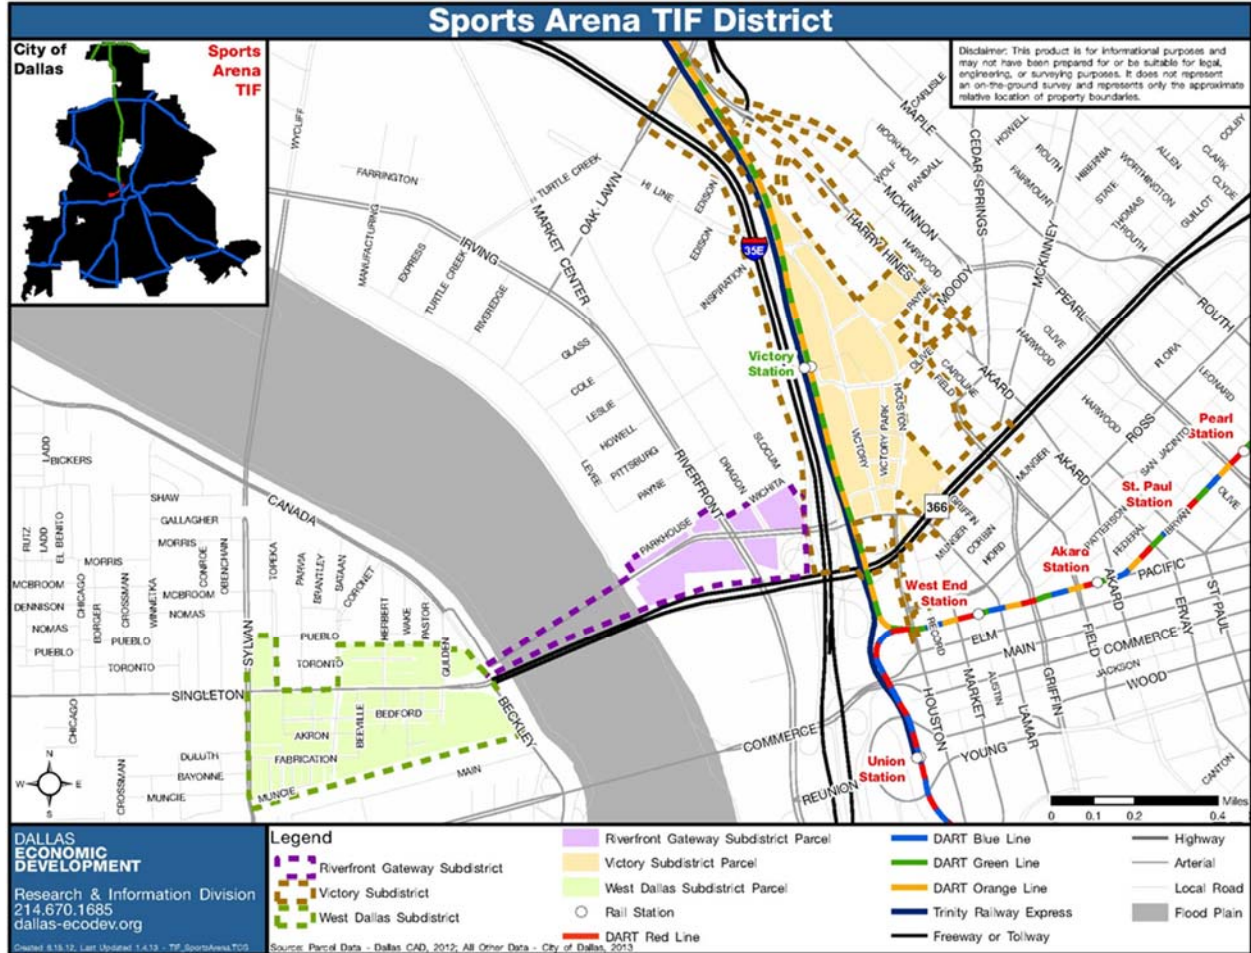 Sports Arena TIF District
City of
Dallas
Sports
Arena
TIF
Disclaimer: This product is for informational purposes and
may not have been prepared for or be suitable for legal,
engineering, or surveying purposes. It does not represent
an on-the-ground survey and represents only the approximate
relative location of property boundaries.
WYCLIFF
FARRINGTON
MANUFACTURING
EXPRESS
TURTLE CREEK
IRVING
RIVEREDGE
TURTLE CREEK
MARKET CENTER
OAK LAWN
HI LINE
EDISON
EDISON
INSPIRATION
35E
CARLISLE
MAPLE
BOOKHOUT
WOLF
RANDALL
MCKINNON
HARRY HINES
HARWOOD
PAYNE
MOODY
CEDAR SPRINGS
HOWELL
ROUTH
FAIRMOUNT
HIBERNIA
STATE
THOMAS
ROUTH
WORTHINGTON
ALLEN
CLARK
COLBY
CLYDE
GUILLOT
MCKINNEY
PEARL
ROUTH
OLIVE
HARWOOD
FLORA
LEONARD
HARWOOD
ROSS
SAN JACINTO
OLIVE
AKARD
OLIVE
CAROLINE
FIELD
Victory
Station
VICTORY
VICTORY PARK
HOUSTON
GLASS
COLE
LESLIE
HOWELL
PITTSBURG
PAYNE
LEVEE
RIVERFRONT
DRAGON
SLOCUM
WICHITA
PARKHOUSE
366
GRIFFIN
MUNGER
CORBIN
HORD
MUNGER
AKARD
PATTERSON
FEDERAL
BRYAN
Pearl
Station
St. Paul
Station
Akard
Station
West End
Station
PACIFIC
AKARD
ERVAY
ST. PAUL
RECORD
ELM
MAIN
FIELD
COMMERCE
JACKSON
WOOD
MARKET
AUSTIN
LAMAR
GRIFFIN
HOUSTON
YOUNG
CANTON
Union
Station
COMMERCE
REUNION
LADD
BICKERS
SHAW
GALLAGHER
MORRIS
CANADA
RUTZ
LADD
EL BENITO
MORRIS
MCBROOM
DENNISON
NOMAS
PUEBLO
CHICAGO
BORGER
CROSSMAN
WINNETKA
CONROE
OBENCHAIN
MCBROOM
NOMAS
PUEBLO
TORONTO
TOPEKA
PARVIA
BRANTLEY
BATAAN
CORONET
HERBERT
WAKE
PASTOR
GULDEN
PUEBLO
TORONTO
SYLVAN
SINGLETON
BECKLEY
BEDFORD
BEEVILLE
AKRON
FABRICATION
MUNCIE
MAIN
CHICAGO
CROSSMAN
DULUTH
BAYONNE
MUNCIE
N
W
E
S
Miles
0
0.1
0.2
0.4
DALLAS
ECONOMIC
DEVELOPMENT
Research & Information Division
214.670.1685
dallas-ecodev.org
Created 6.15.12, Last Updated 1.4.13 - TIF_SportsArena.TOS
Legend
Riverfront Gateway Subdistrict
Victory Subdistrict
West Dallas Subdistrict
Riverfront Gateway Subdistrict Parcel
Victory Subdistrict Parcel
West Dallas Subdistrict Parcel
Rail Station
DART Red Line
DART Blue Line
DART Green Line
DART Orange Line
Trinity Railway Express
Freeway or Tollway
Highway
Arterial
Local Road
Flood Plain
Source: Parcel Data - Dallas CAD, 2012; All Other Data - City of Dallas, 2013